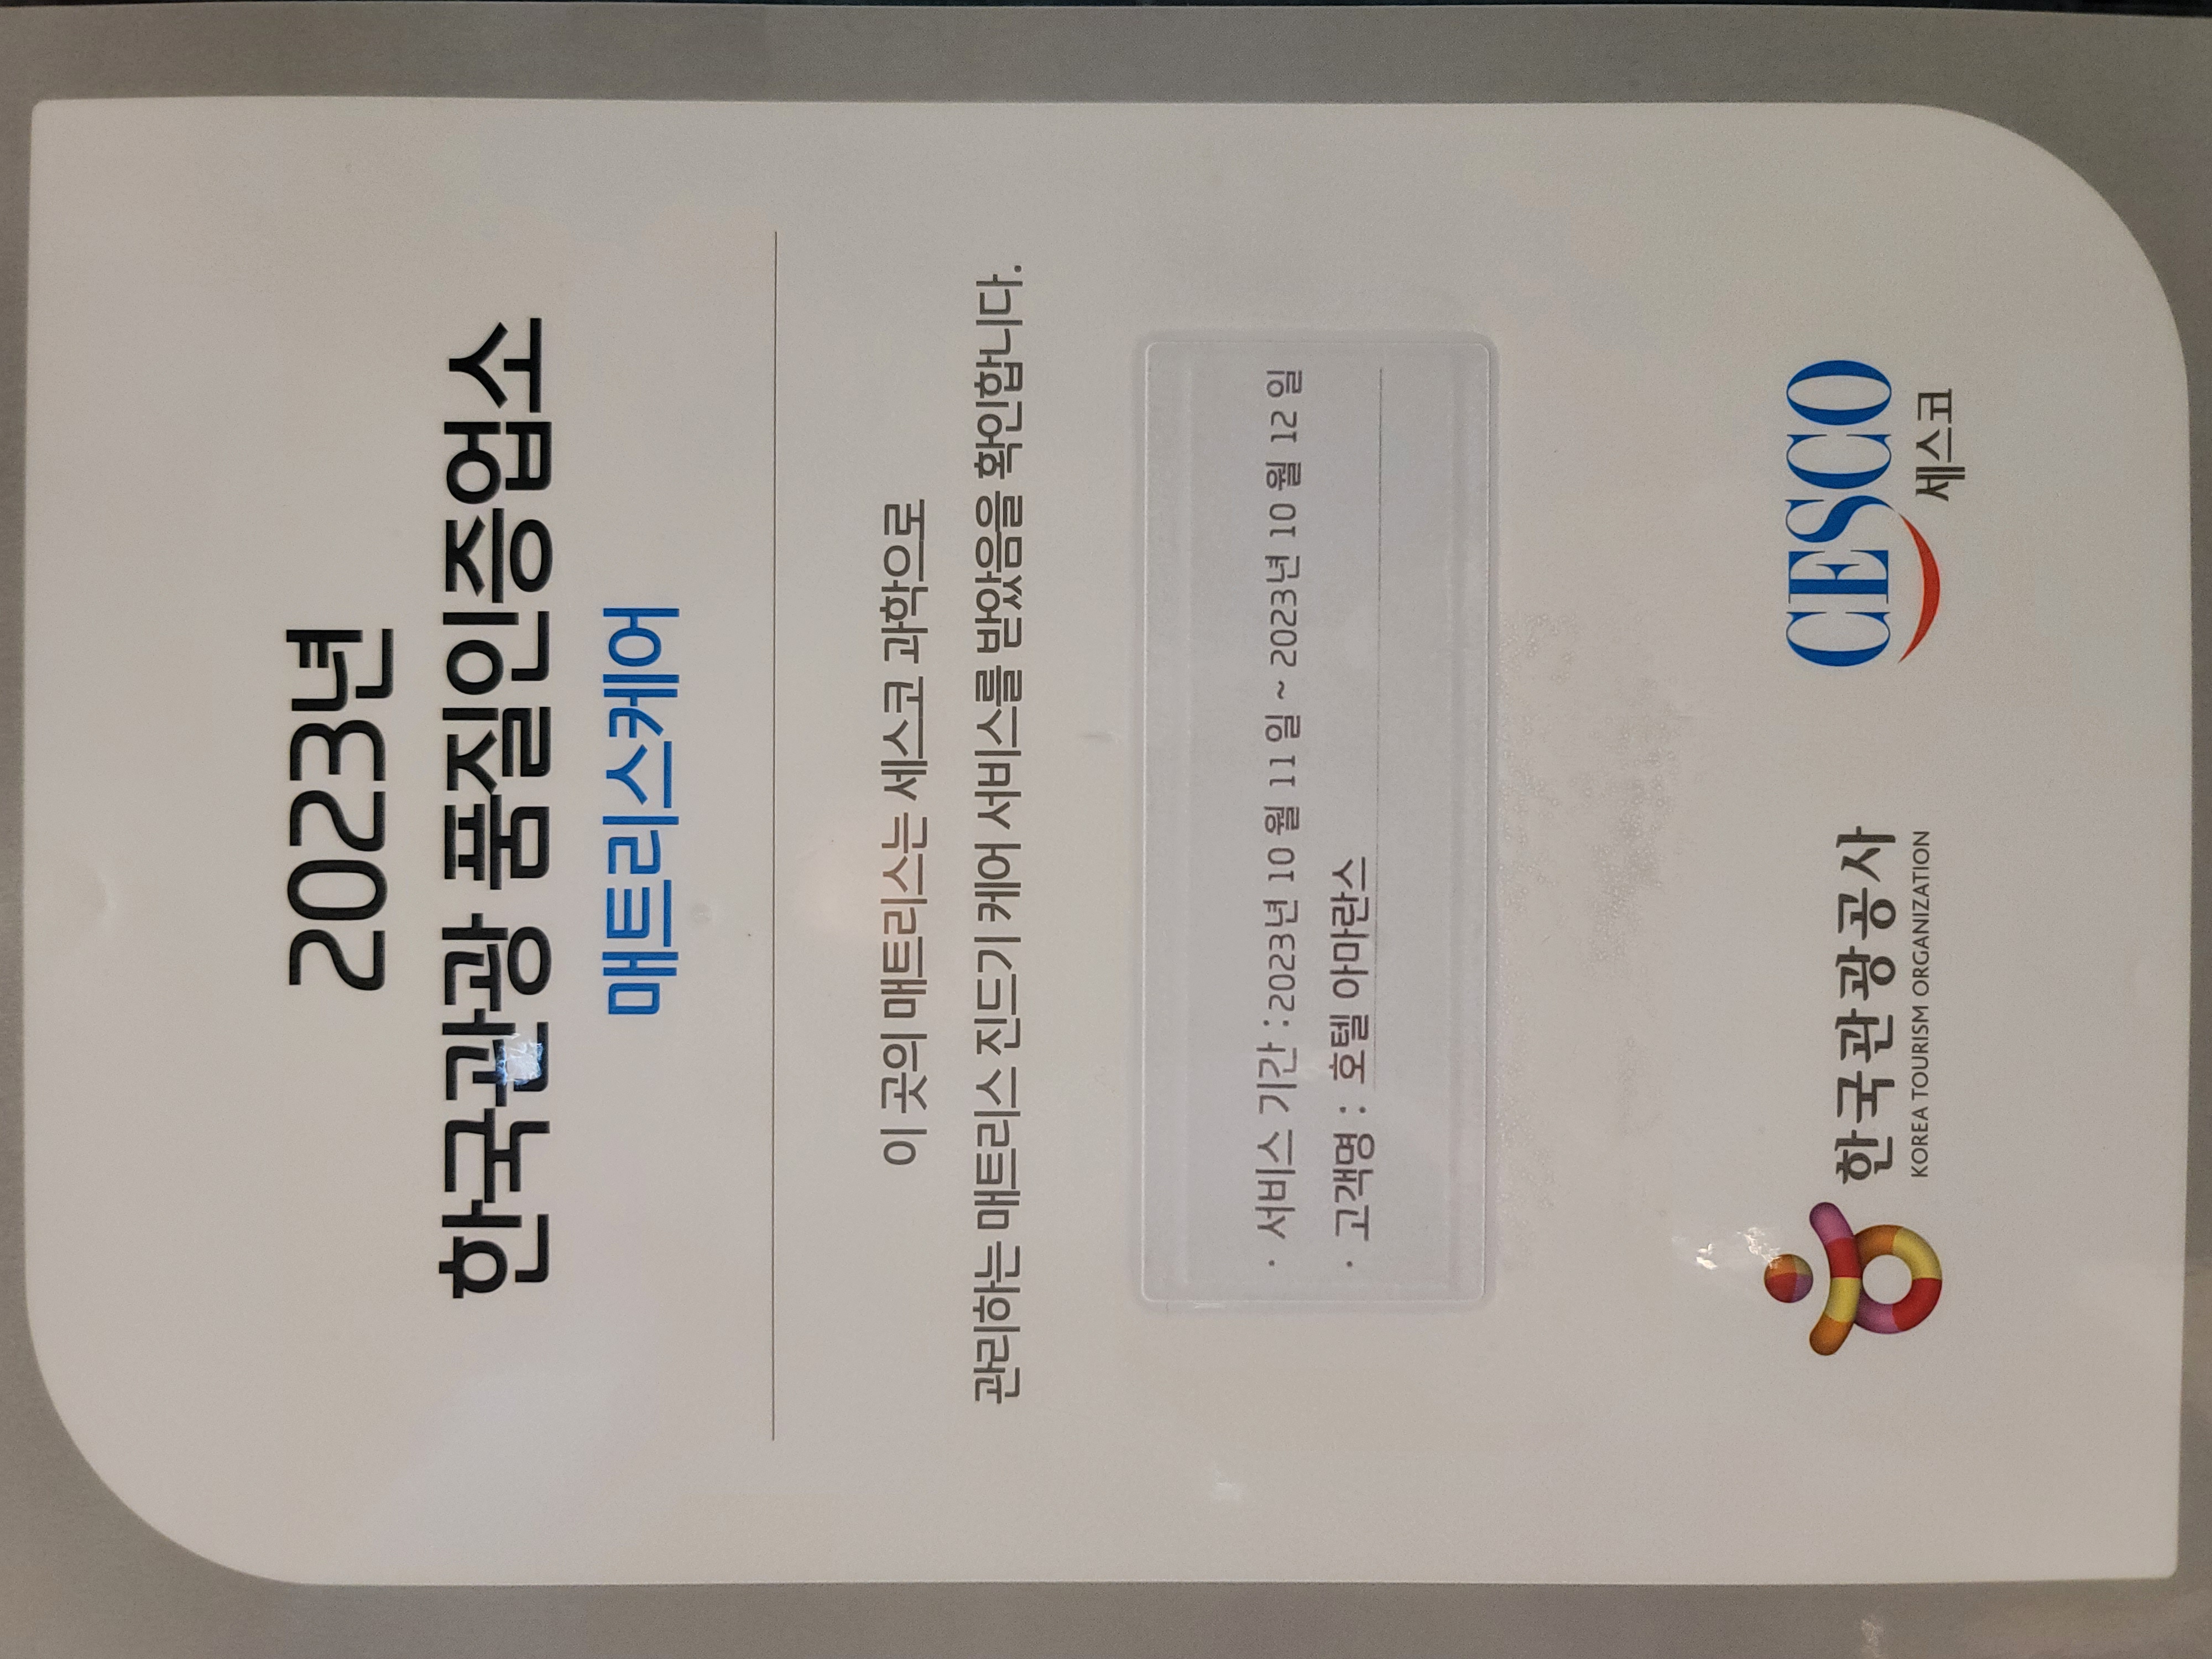 2023년
한국관광 품질인증업소
매트리스케어
이 곳의 매트리스는 세스코 과학으로
관리하는 매트리스 진드기 케어 서비스를 받았음을 확인합니다.
· 서비스 기간 : 2023년 10 월 11 일 ~ 2023년 10 월 12 일
· 고객명 : 호텔 아마란스
한국관광공사
KOREA TOURISM ORGANIZATION
CESCO
세스코